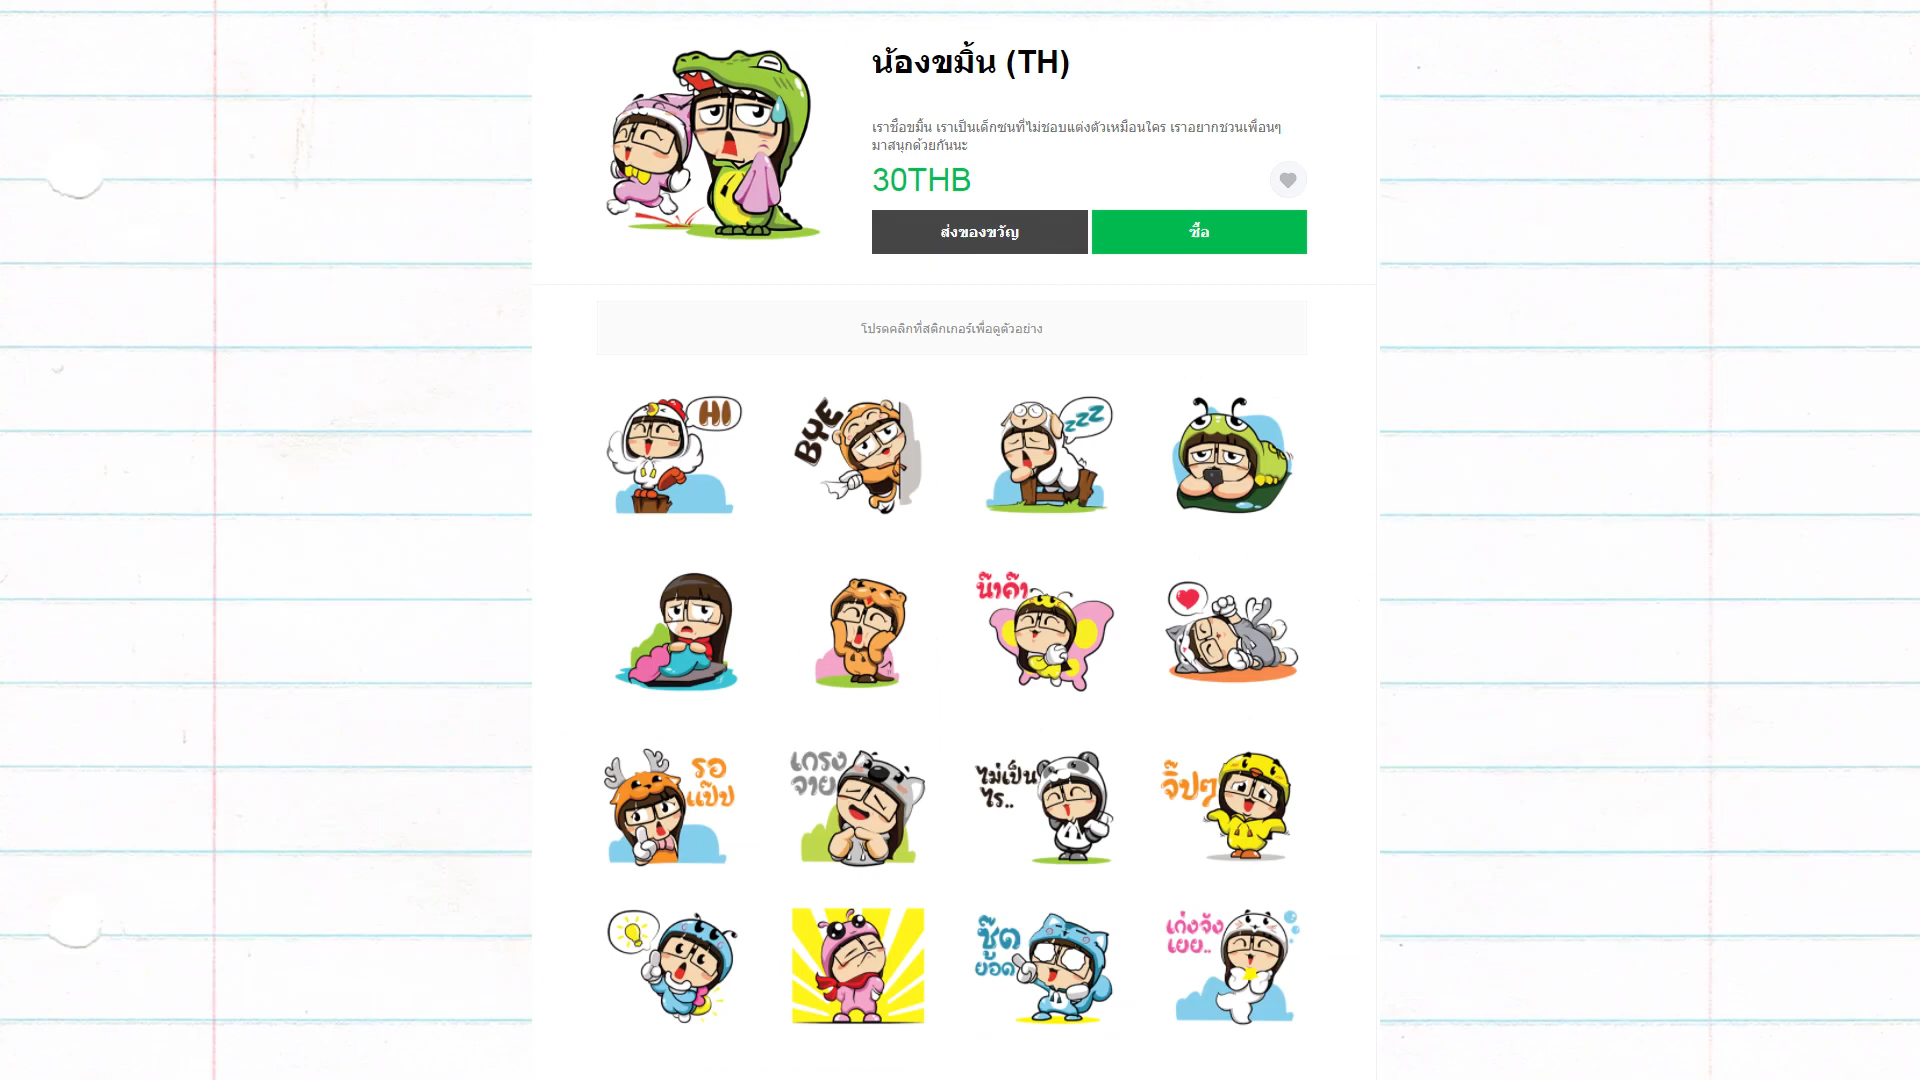 น้องขมิ้น (TH)
เราชื่อขมิ้น เราเป็นเด็กซนที่ไม่ชอบแต่งตัวเหมือนใคร เราอยากชวนเพื่อนๆ
มาสนุกด้วยกันนะ
30THB
ส่งของขวัญ
ซื้อ
โปรดคลิกที่สติกเกอร์เพื่อดูตัวอย่าง
HI
BYE
zzz
น๊าค๊า
รอ
แป๊ป
เกรง
จาย
ไม่เป็น
ไร..
จิ๊ปๆ
ซู๊ด
ยอด
เก่งจัง
เยย..